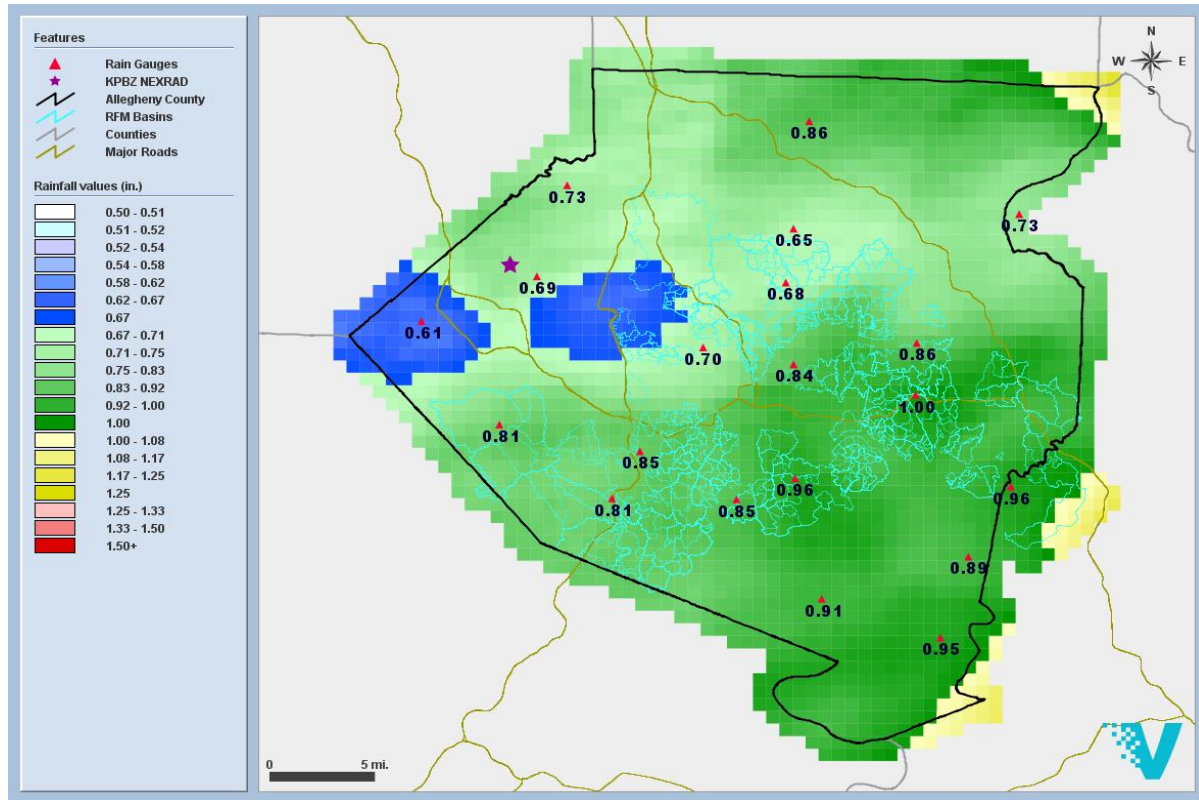 Features
Rain Gauges
KPBZ NEXRAD
Allegheny County
RFM Basins
Counties
Major Roads
Rainfall values (in.)
0.50 - 0.51
0.51 - 0.52
0.52 - 0.54
0.54 - 0.58
0.58 - 0.62
0.62 - 0.67
0.67
0.67 - 0.71
0.71 - 0.75
0.75 - 0.83
0.83 - 0.92
0.92 - 1.00
1.00
1.00 - 1.08
1.08 - 1.17
1.17 - 1.25
1.25
1.25 - 1.33
1.33 - 1.50
1.50+
N
W E
S
0.86
0.73
0.73
0.65
0.69
0.68
0.61
0.70
0.86
0.84
1.00
0.81
0.85
0.96
0.96
0.81
0.85
0.89
0.91
0.95
0 5 mi.
V